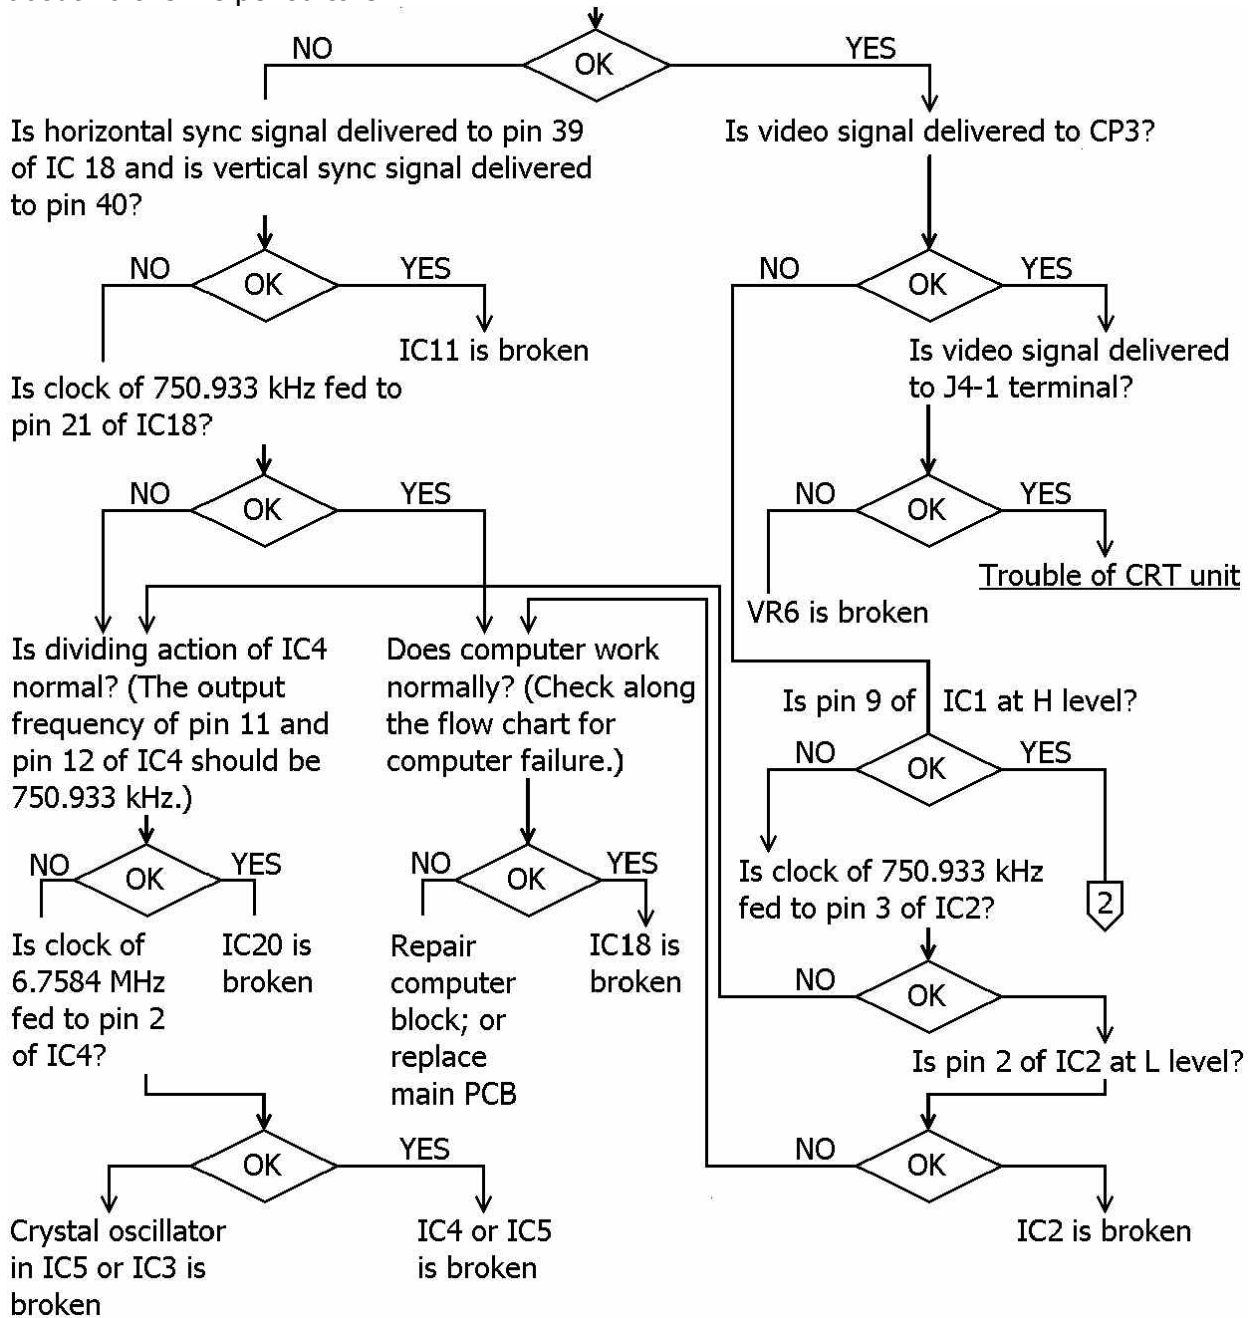 NO
OK
YES
Is horizontal sync signal delivered to pin 39
of IC 18 and is vertical sync signal delivered
to pin 40?
Is video signal delivered to CP3?
NO
OK
YES
IC11 is broken
NO
OK
YES
Is video signal delivered
to J4-1 terminal?
Is clock of 750.933 kHz fed to
pin 21 of IC18?
NO
OK
YES
NO
OK
YES
Trouble of CRT unit
VR6 is broken
Is dividing action of IC4
normal? (The output
frequency of pin 11 and
pin 12 of IC4 should be
750.933 kHz.)
Does computer work
normally? (Check along
the flow chart for
computer failure.)
Is pin 9 of IC1 at H level?
NO
OK
YES
NO
OK
YES
NO
OK
YES
Is clock of 750.933 kHz
fed to pin 3 of IC2?
2
Is clock of
6.7584 MHz
fed to pin 2
of IC4?
IC20 is
broken
Repair
computer
block; or
replace
main PCB
IC18 is
broken
NO
OK
Is pin 2 of IC2 at L level?
OK
YES
NO
OK
Crystal oscillator
in IC5 or IC3 is
broken
IC4 or IC5
is broken
IC2 is broken